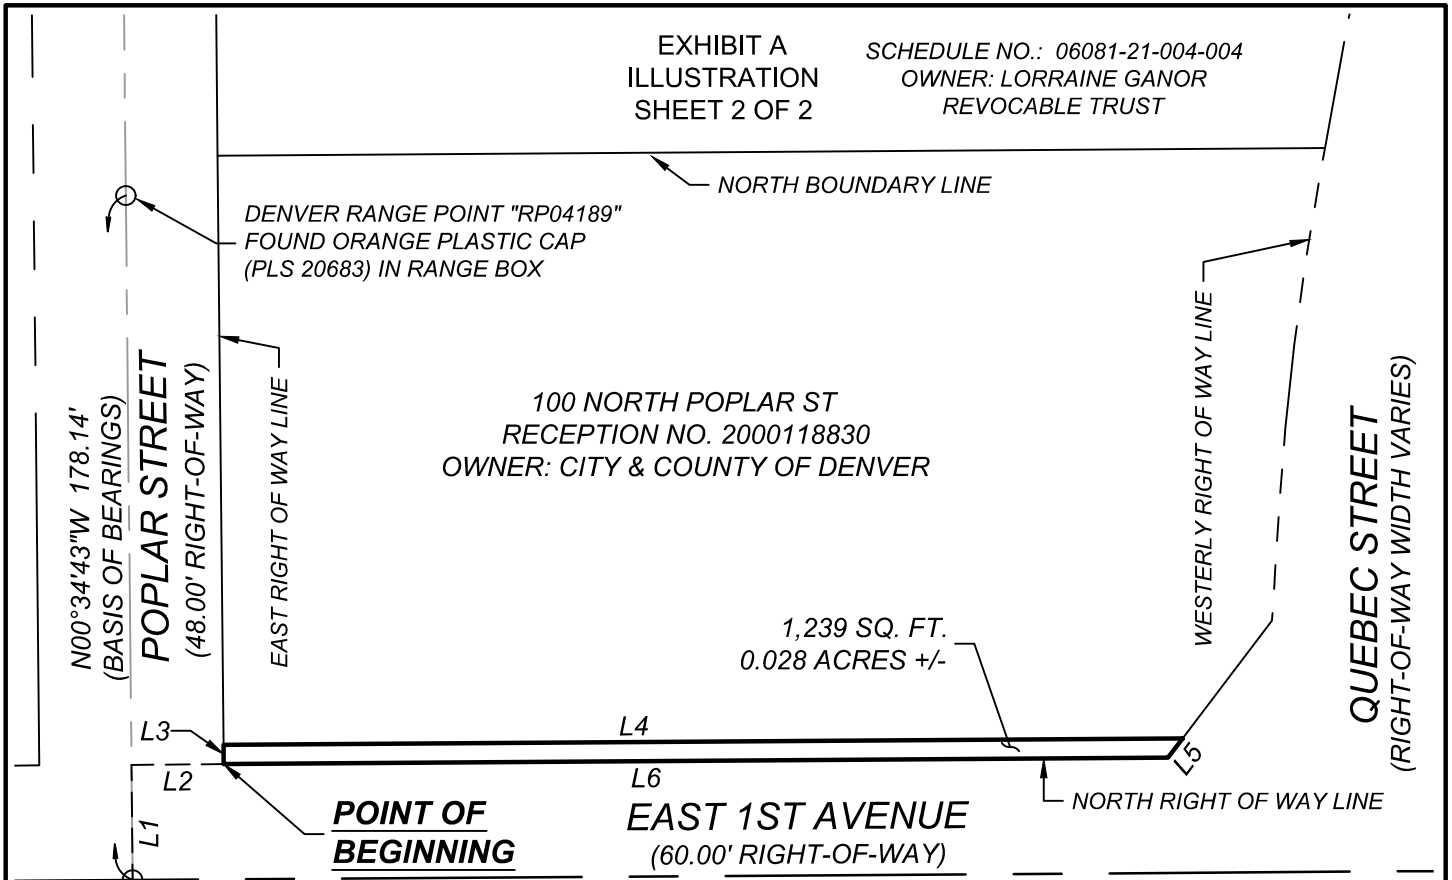 EXHIBIT A
ILLUSTRATION
SHEET 2 OF 2
SCHEDULE NO.: 06081-21-004-004
OWNER: LORRAINE GANOR
REVOCABLE TRUST
NORTH BOUNDARY LINE
DENVER RANGE POINT "RP04189"
FOUND ORANGE PLASTIC CAP
(PLS 20683) IN RANGE BOX
N00°34'43"W 178.14'
(BASIS OF BEARINGS)
POPLAR STREET
(48.00' RIGHT-OF-WAY)
EAST RIGHT OF WAY LINE
100 NORTH POPLAR ST
RECEPTION NO. 2000118830
OWNER: CITY & COUNTY OF DENVER
WESTERLY RIGHT OF WAY LINE
QUEBEC STREET
(RIGHT-OF-WAY WIDTH VARIES)
1,239 SQ. FT.
0.028 ACRES +/-
L3
L4
L5
L2
L6
L1
POINT OF
BEGINNING
EAST 1ST AVENUE
(60.00' RIGHT-OF-WAY)
NORTH RIGHT OF WAY LINE